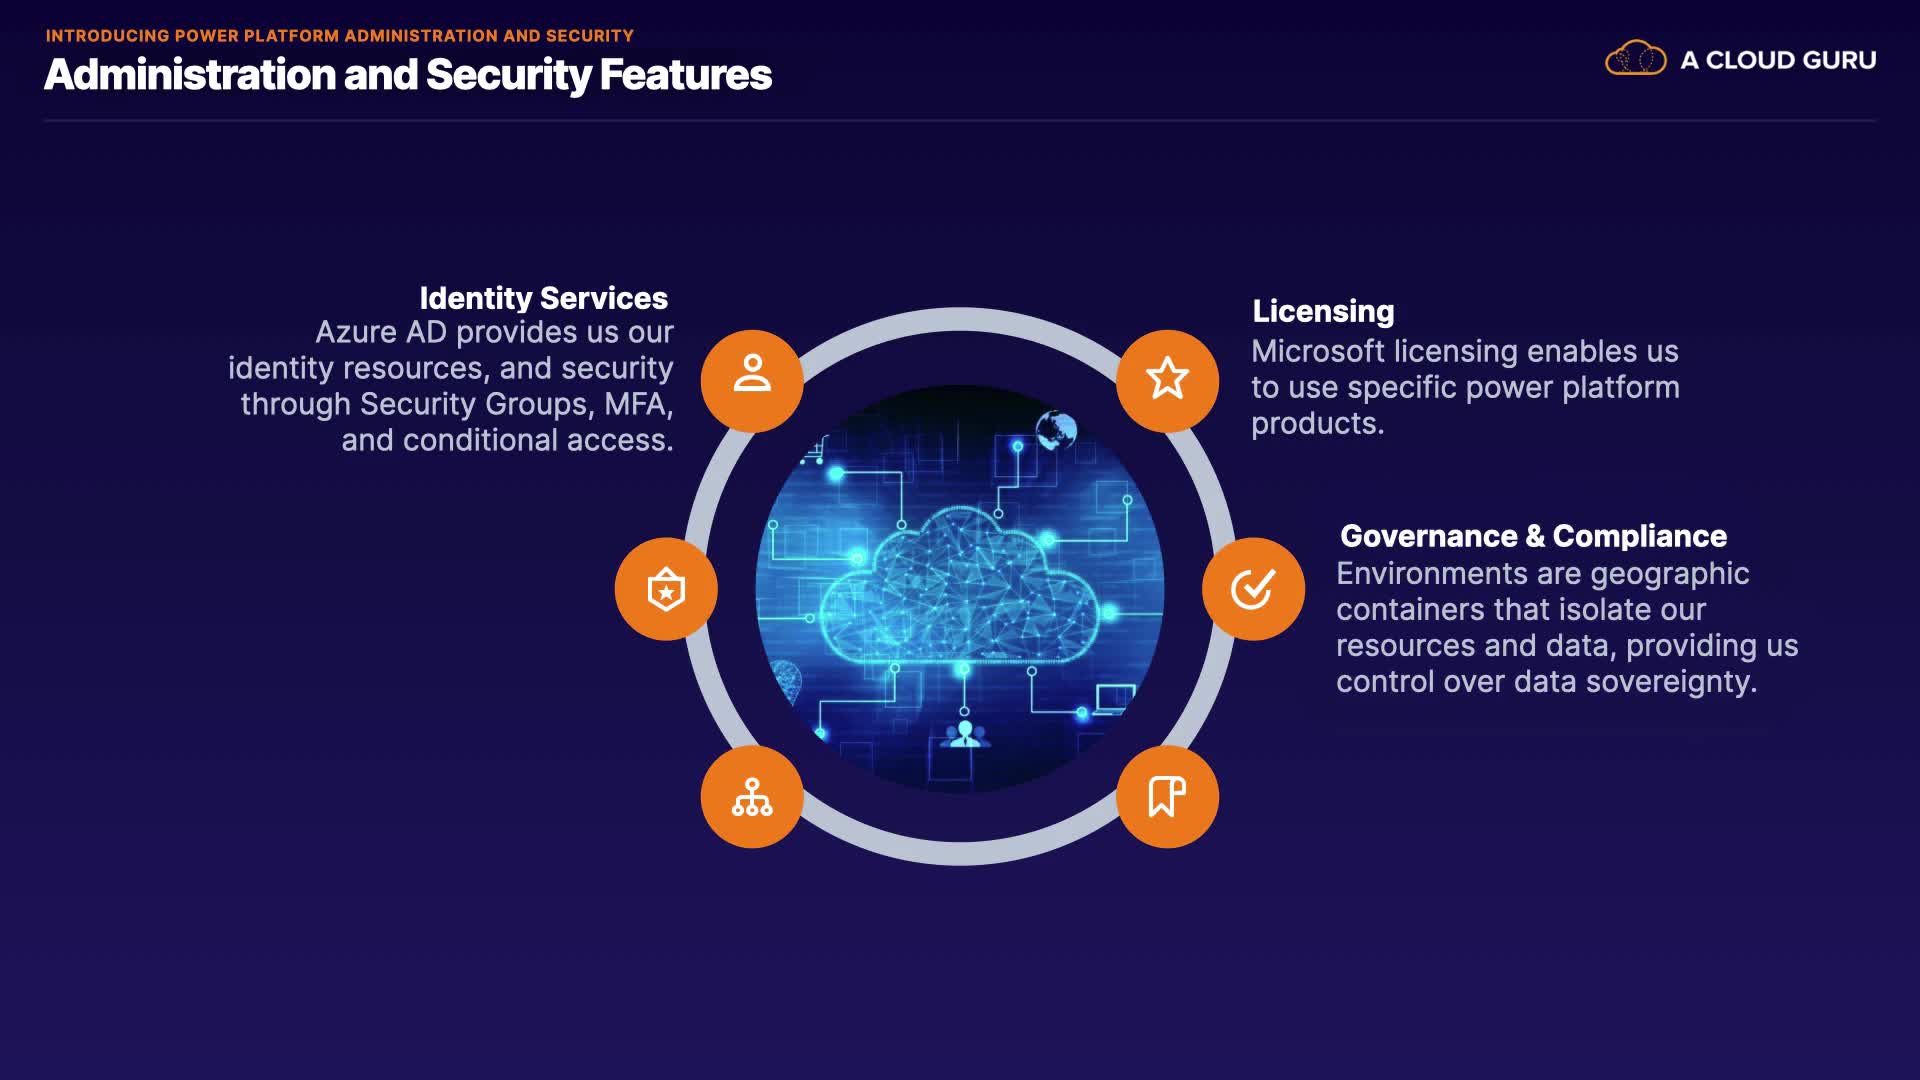 INTRODUCING POWER PLATFORM ADMINISTRATION AND SECURITY
Administration and Security Features
A CLOUD GURU
Identity Services
Azure AD provides us our
identity resources, and security
through Security Groups, MFA,
and conditional access.
Licensing
Microsoft licensing enables us
to use specific power platform
products.
Governance & Compliance
Environments are geographic
containers that isolate our
resources and data, providing us
control over data sovereignty.